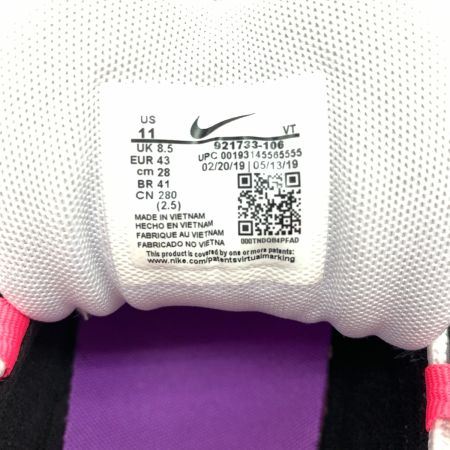 US
11 VT
UK 8.5 921733-106
EUR 43 UPC 00193145565555
cm 28 02/20/19 | 05/13/19
BR 41
CN 280
(2.5)
MADE IN VIETNAM
HECHO EN VIETNAM
FABRIQUE AU VIETNAM
FABRICADO NO VIETNA 000TNDQB4PFAD
This product is covered by one or more patents:
www.nike.com/patentsvirtualmarking